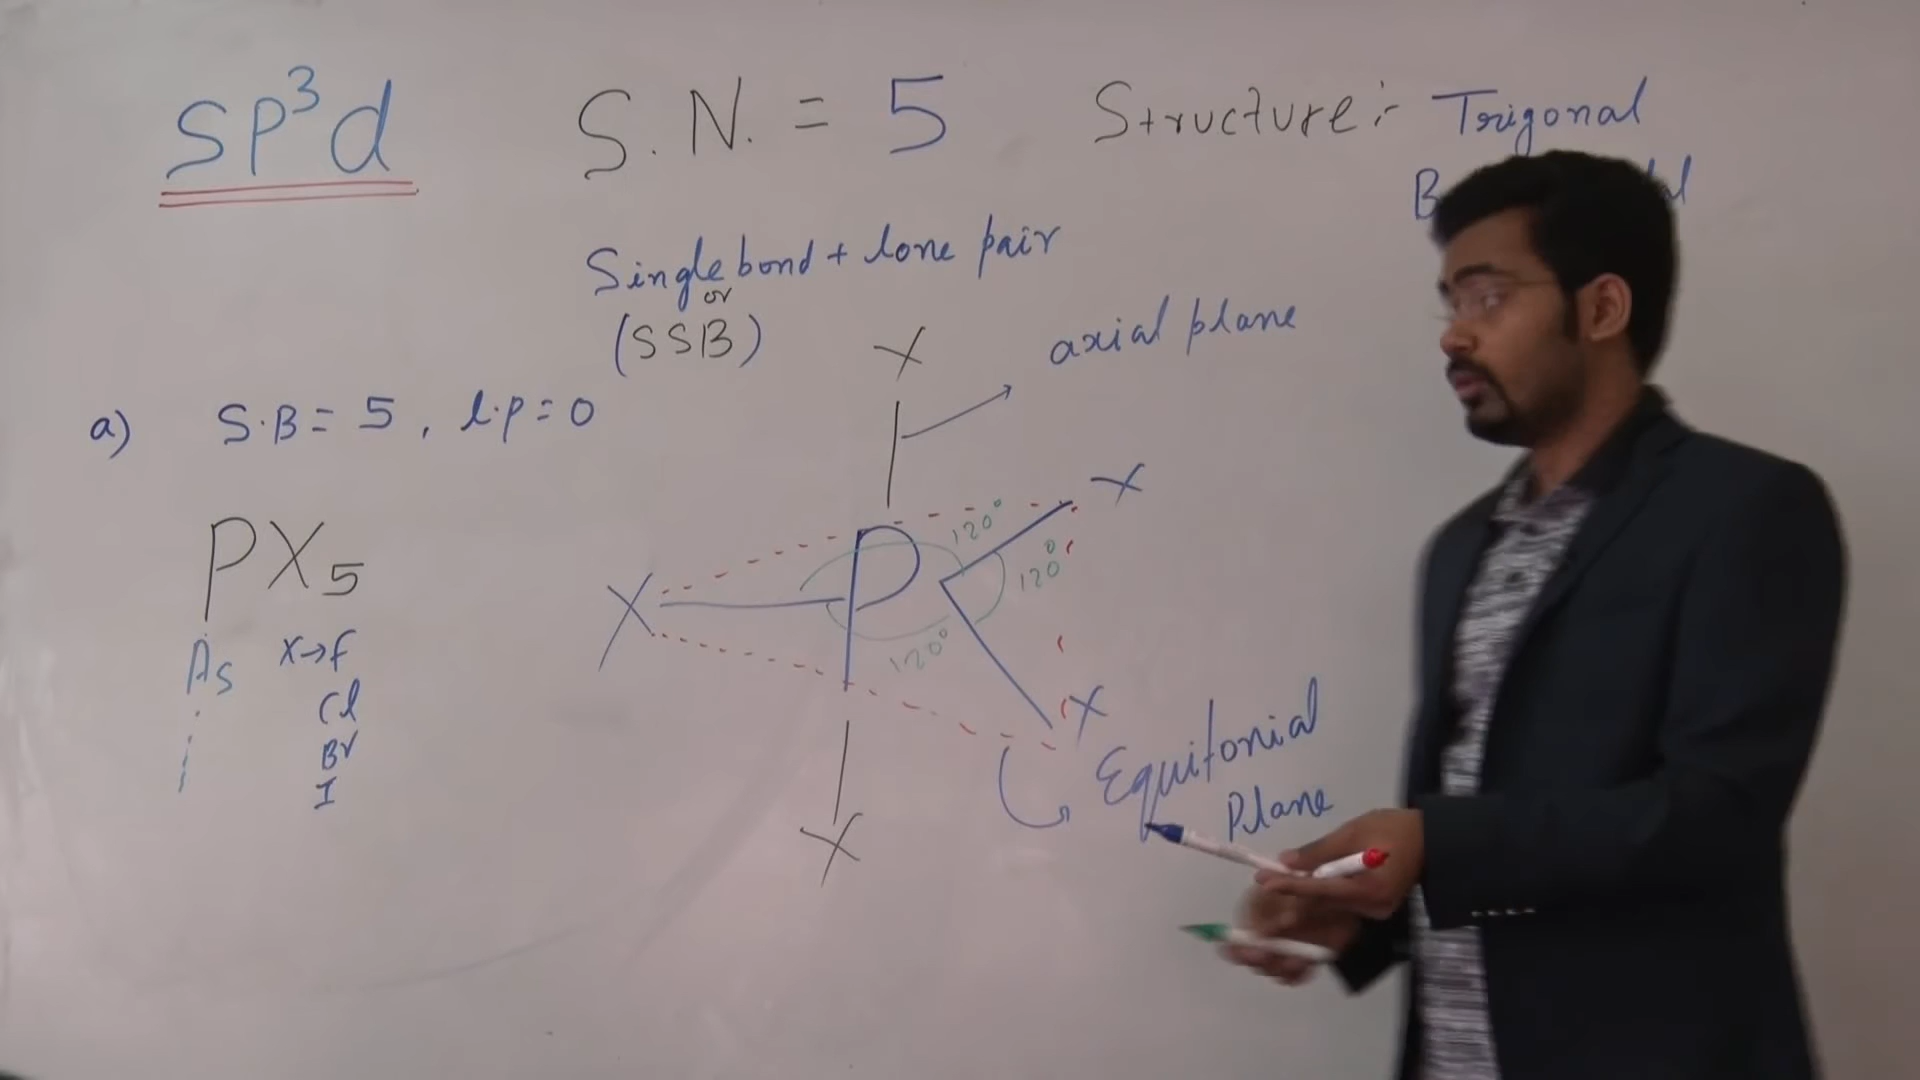 SP³d
S.N. = 5
Structure :- Trigonal
Single bond + lone pair
or
(SSB)
X
axial plane
a) S.B = 5 , l.p = 0
X
120°
120°
PX5
P
X
120°
As
X→F
Cl
Br
I
X
Equitorial
Plane
X